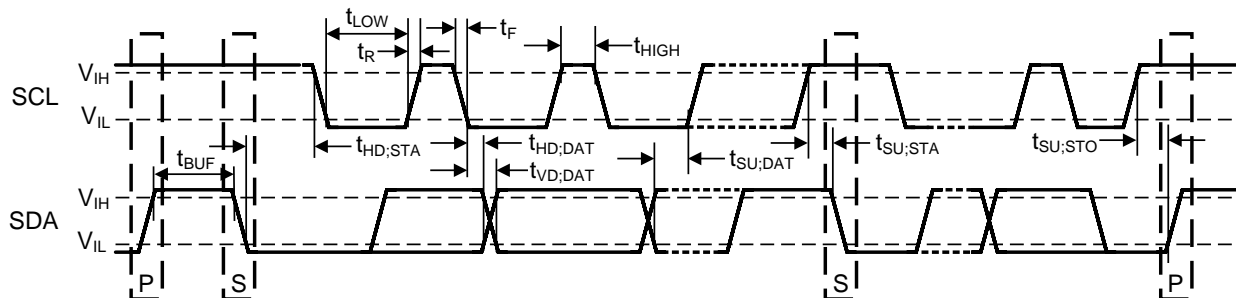 tLOW
tR
tF
tHIGH
VIH
SCL
VIL
tHD;STA
tHD;DAT
tSU;DAT
tSU;STA
tSU;STO
tBUF
tVD;DAT
VIH
SDA
VIL
P
S
S
P